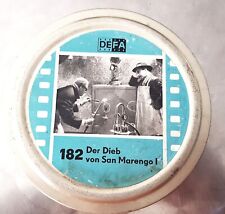 DEFA
182 Der Dieb
von San Marengo I